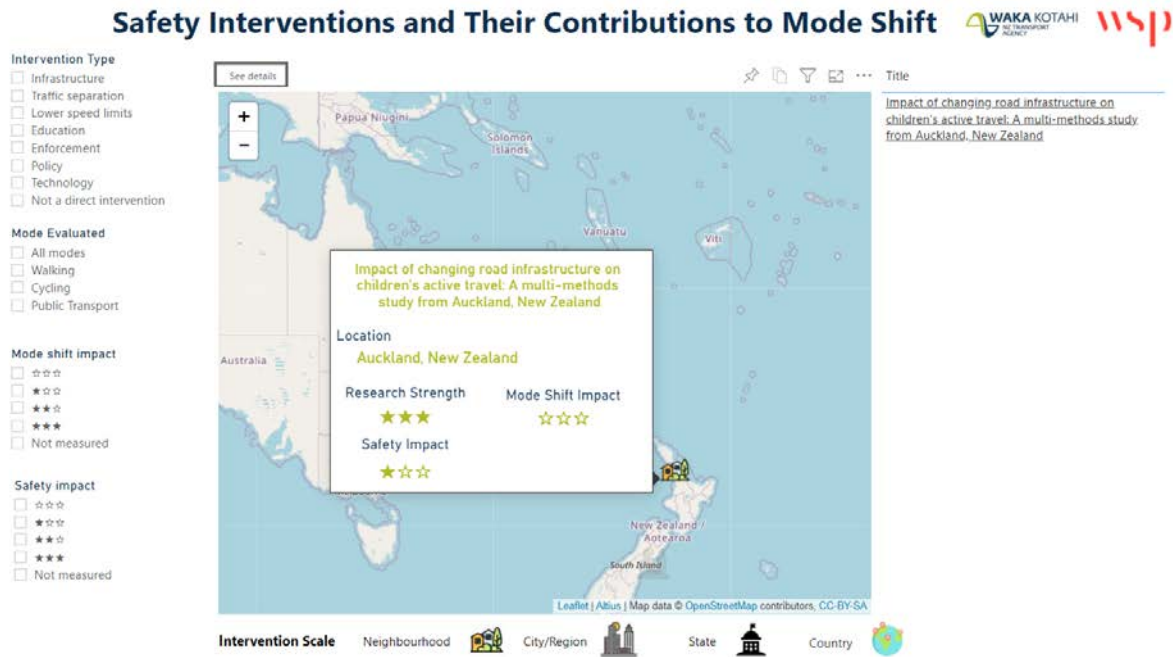 Safety Interventions and Their Contributions to Mode Shift
WAKA KOTAHI
NZ TRANSPORT
AGENCY
wsp
Intervention Type
Infrastructure
Traffic separation
Lower speed limits
Education
Enforcement
Policy
Technology
Not a direct intervention
Mode Evaluated
All modes
Walking
Cycling
Public Transport
Mode shift impact
☆☆☆
★☆☆
★★☆
★★★
Not measured
Safety impact
☆☆☆
★☆☆
★★☆
★★★
Not measured
See details
+
−
Papua Niugini
Solomon
Islands
Vanuatu
Viti
Australia
Impact of changing road infrastructure on
children's active travel: A multi-methods
study from Auckland, New Zealand
Location
Auckland, New Zealand
Research Strength
Mode Shift Impact
★★★
☆☆☆
Safety Impact
★☆☆
New Zealand /
Aotearoa
South Island
Leaflet | Altius | Map data © OpenStreetMap contributors, CC-BY-SA
Title
Impact of changing road infrastructure on
children's active travel: A multi-methods study
from Auckland, New Zealand
Intervention Scale
Neighbourhood
City/Region
State
Country